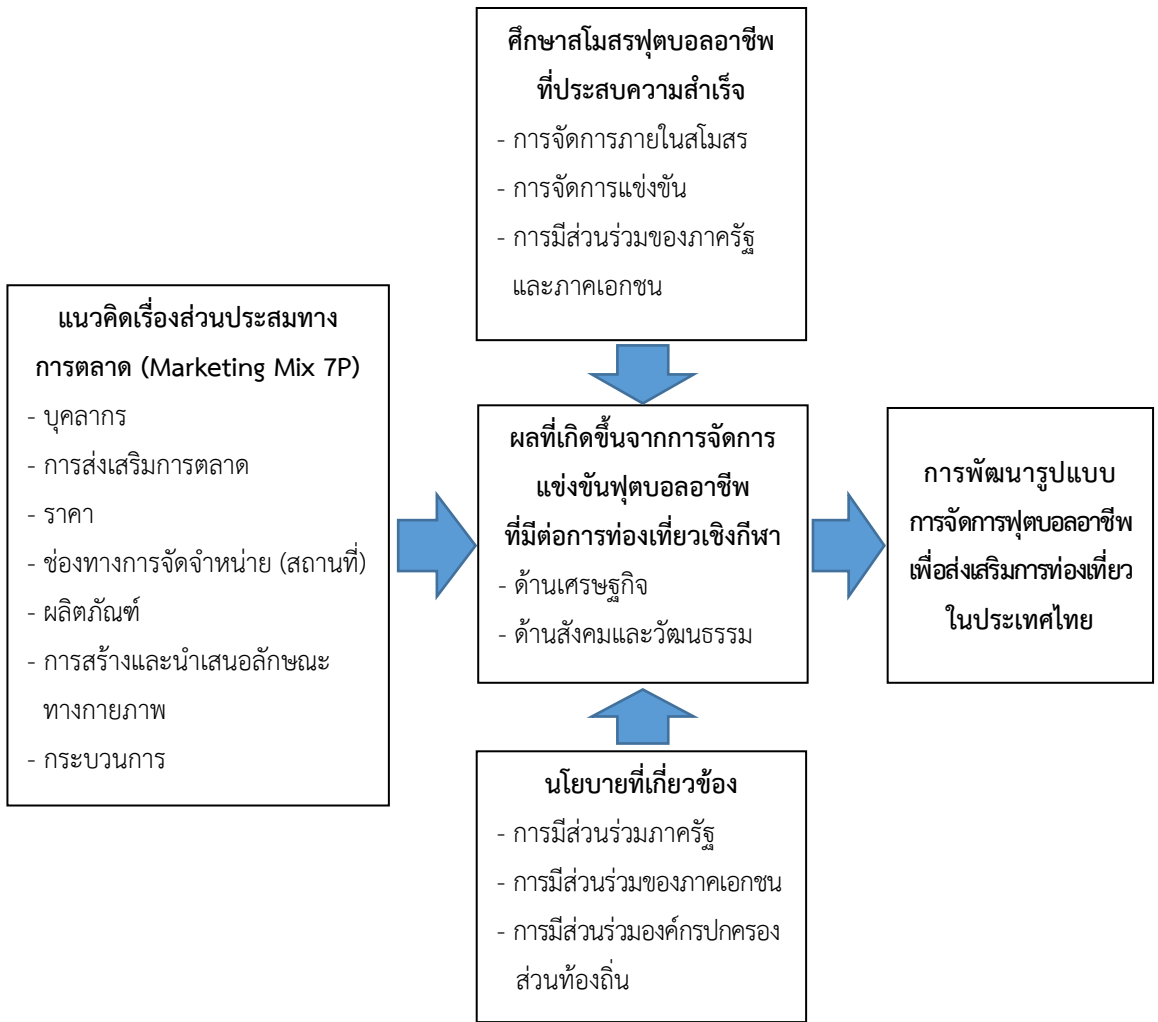 ศึกษาสโมสรฟุตบอลอาชีพ
ที่ประสบความสำเร็จ
- การจัดการภายในสโมสร
- การจัดการแข่งขัน
- การมีส่วนร่วมของภาครัฐ
และภาคเอกชน
แนวคิดเรื่องส่วนประสมทาง
การตลาด (Marketing Mix 7P)
- บุคลากร
- การส่งเสริมการตลาด
- ราคา
- ช่องทางการจัดจำหน่าย (สถานที่)
- ผลิตภัณฑ์
- การสร้างและนำเสนอลักษณะ
ทางกายภาพ
- กระบวนการ
ผลที่เกิดขึ้นจากการจัดการ
แข่งขันฟุตบอลอาชีพ
ที่มีต่อการท่องเที่ยวเชิงกีฬา
- ด้านเศรษฐกิจ
- ด้านสังคมและวัฒนธรรม
การพัฒนารูปแบบ
การจัดการฟุตบอลอาชีพ
เพื่อส่งเสริมการท่องเที่ยว
ในประเทศไทย
นโยบายที่เกี่ยวข้อง
- การมีส่วนร่วมภาครัฐ
- การมีส่วนร่วมของภาคเอกชน
- การมีส่วนร่วมองค์กรปกครอง
ส่วนท้องถิ่น